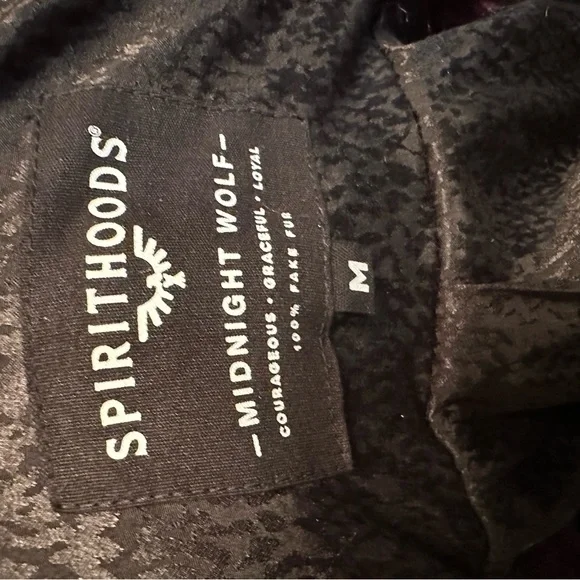 SPIRITHOODS®
—MIDNIGHT WOLF—
COURAGEOUS • GRACEFUL • LOYAL
100% FAKE FUR
M